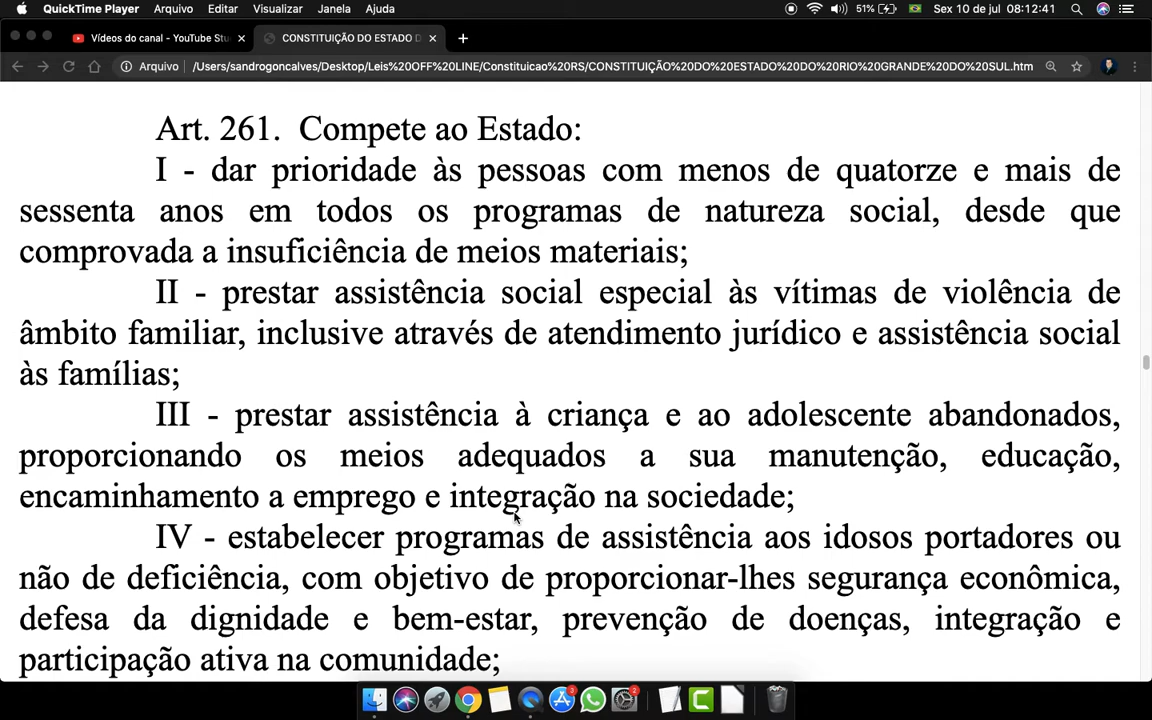 QuickTime Player Arquivo Editar Visualizar Janela Ajuda 51% Sex 10 de jul 08:12:41
Vídeos do canal - YouTube Stu × CONSTITUIÇÃO DO ESTADO D × +
Arquivo /Users/sandrogoncalves/Desktop/Leis%20OFF%20LINE/Constituicao%20RS/CONSTITUIÇÃO%20DO%20ESTADO%20DO%20RIO%20GRANDE%20DO%20SUL.htm
Art. 261. Compete ao Estado:
I - dar prioridade às pessoas com menos de quatorze e mais de
sessenta anos em todos os programas de natureza social, desde que
comprovada a insuficiência de meios materiais;
II - prestar assistência social especial às vítimas de violência de
âmbito familiar, inclusive através de atendimento jurídico e assistência social
às famílias;
III - prestar assistência à criança e ao adolescente abandonados,
proporcionando os meios adequados a sua manutenção, educação,
encaminhamento a emprego e integração na sociedade;
IV - estabelecer programas de assistência aos idosos portadores ou
não de deficiência, com objetivo de proporcionar-lhes segurança econômica,
defesa da dignidade e bem-estar, prevenção de doenças, integração e
participação ativa na comunidade;
3 2